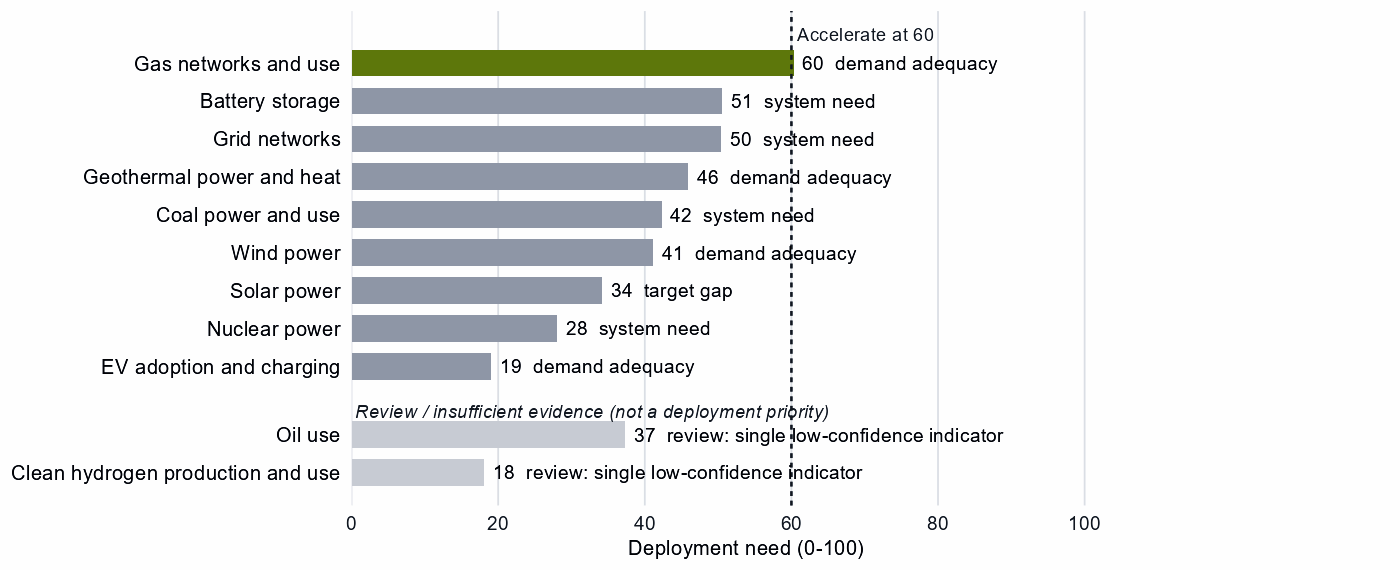 Accelerate at 60
Gas networks and use 60 demand adequacy
Battery storage 51 system need
Grid networks 50 system need
Geothermal power and heat 46 demand adequacy
Coal power and use 42 system need
Wind power 41 demand adequacy
Solar power 34 target gap
Nuclear power 28 system need
EV adoption and charging 19 demand adequacy
Review / insufficient evidence (not a deployment priority)
Oil use 37 review: single low-confidence indicator
Clean hydrogen production and use 18 review: single low-confidence indicator
0 20 40 60 80 100
Deployment need (0-100)